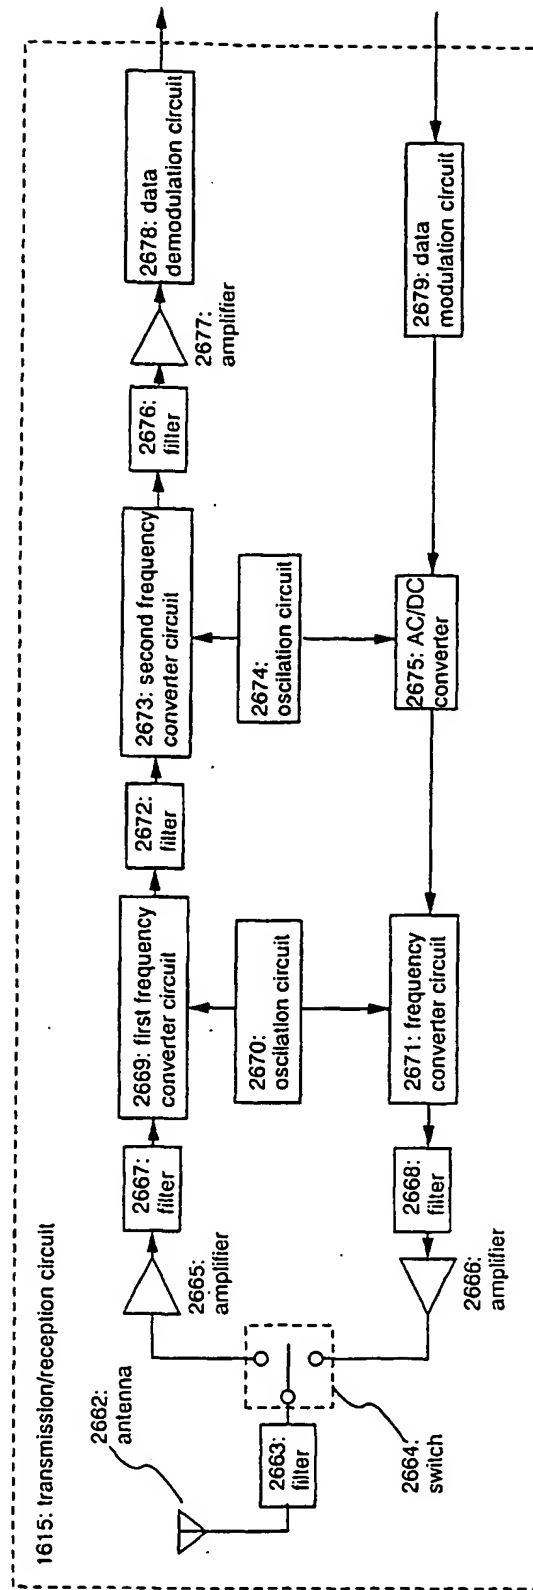 1615: transmission/reception circuit
2662:
antenna
2663:
filter
2664:
switch
2665:
amplifier
2667:
filter
2669: first frequency
converter circuit
2672:
filter
2673: second frequency
converter circuit
2676:
filter
2677:
amplifier
2678: data
demodulation circuit
2670:
oscilation circuit
2674:
oscilation circuit
2666:
amplifier
2668:
filter
2671: frequency
converter circuit
2675: AC/DC
converter
2679: data
modulation circuit